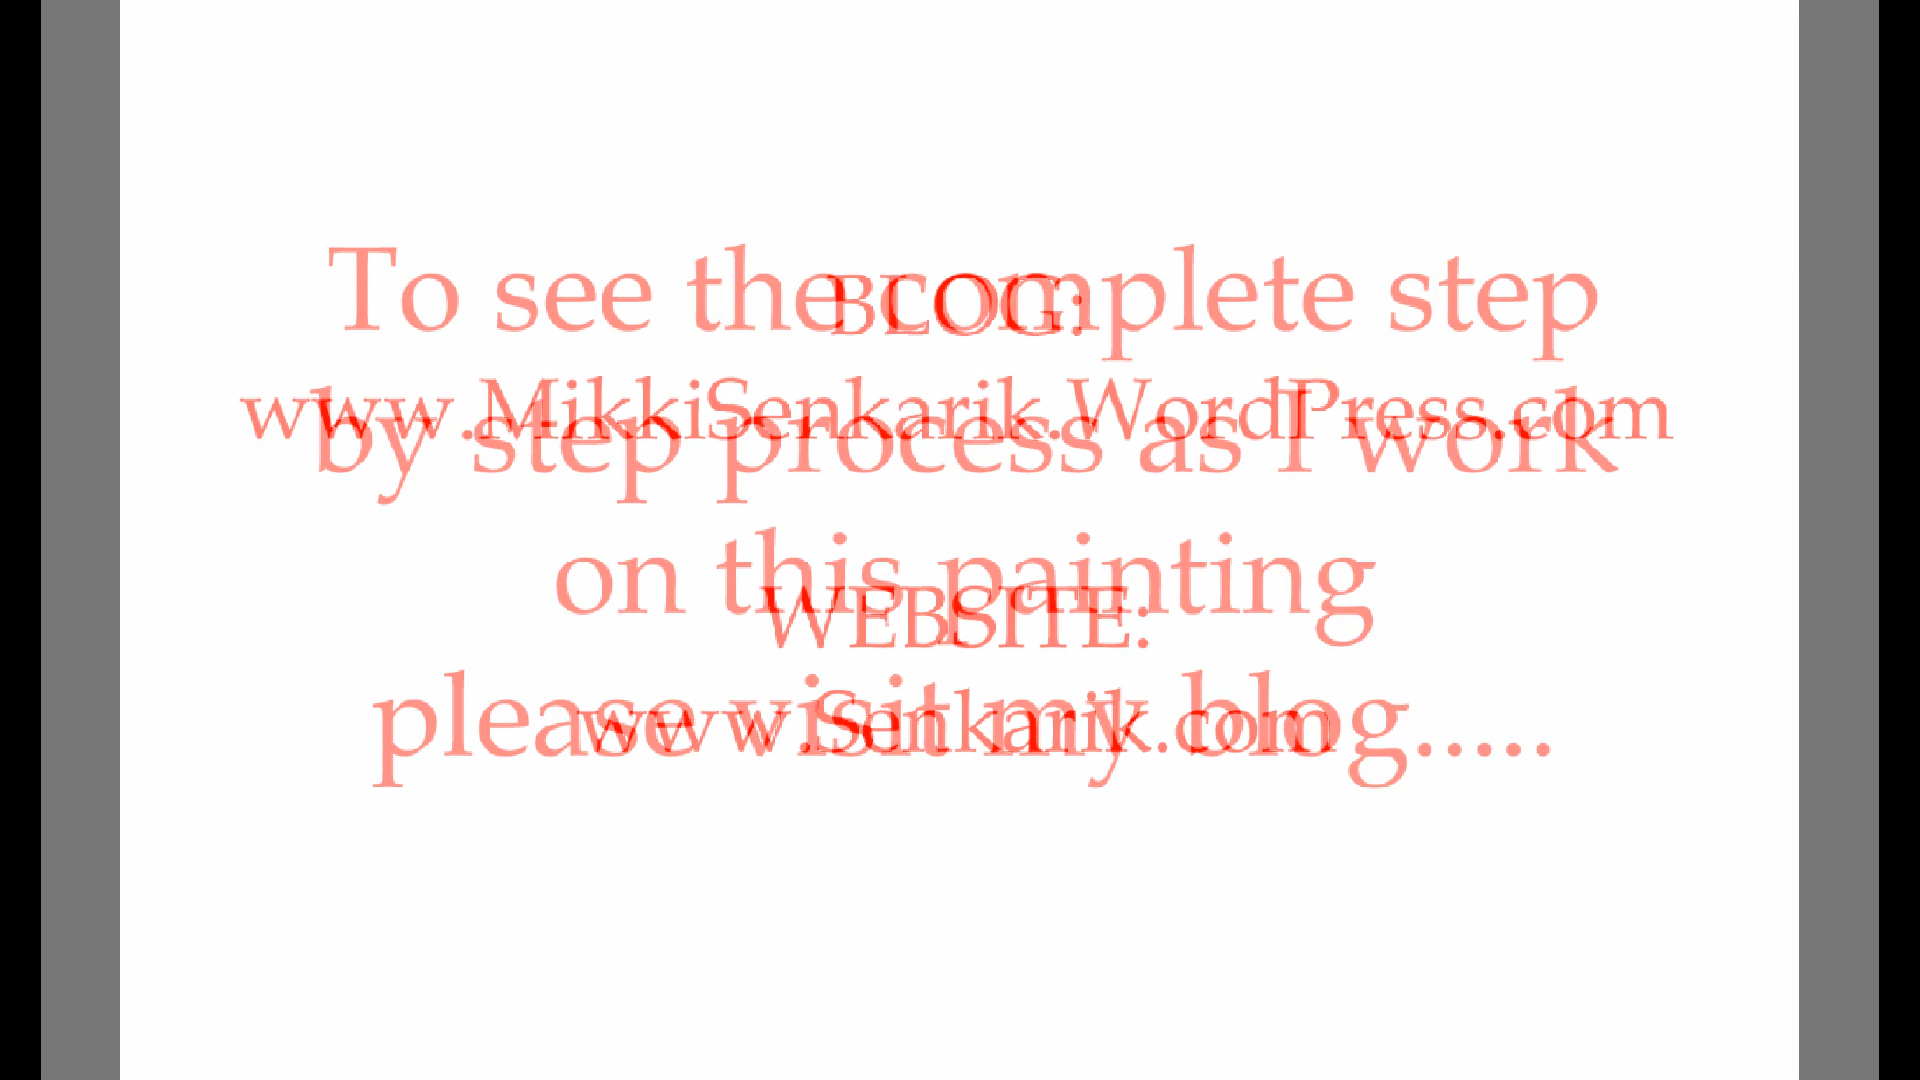 To see the complete step
by step process as I work
on this painting
please visit my blog.....
BLOG:
www.MikkiSenkarik.WordPress.com
WEBSITE:
www.Senkarik.com